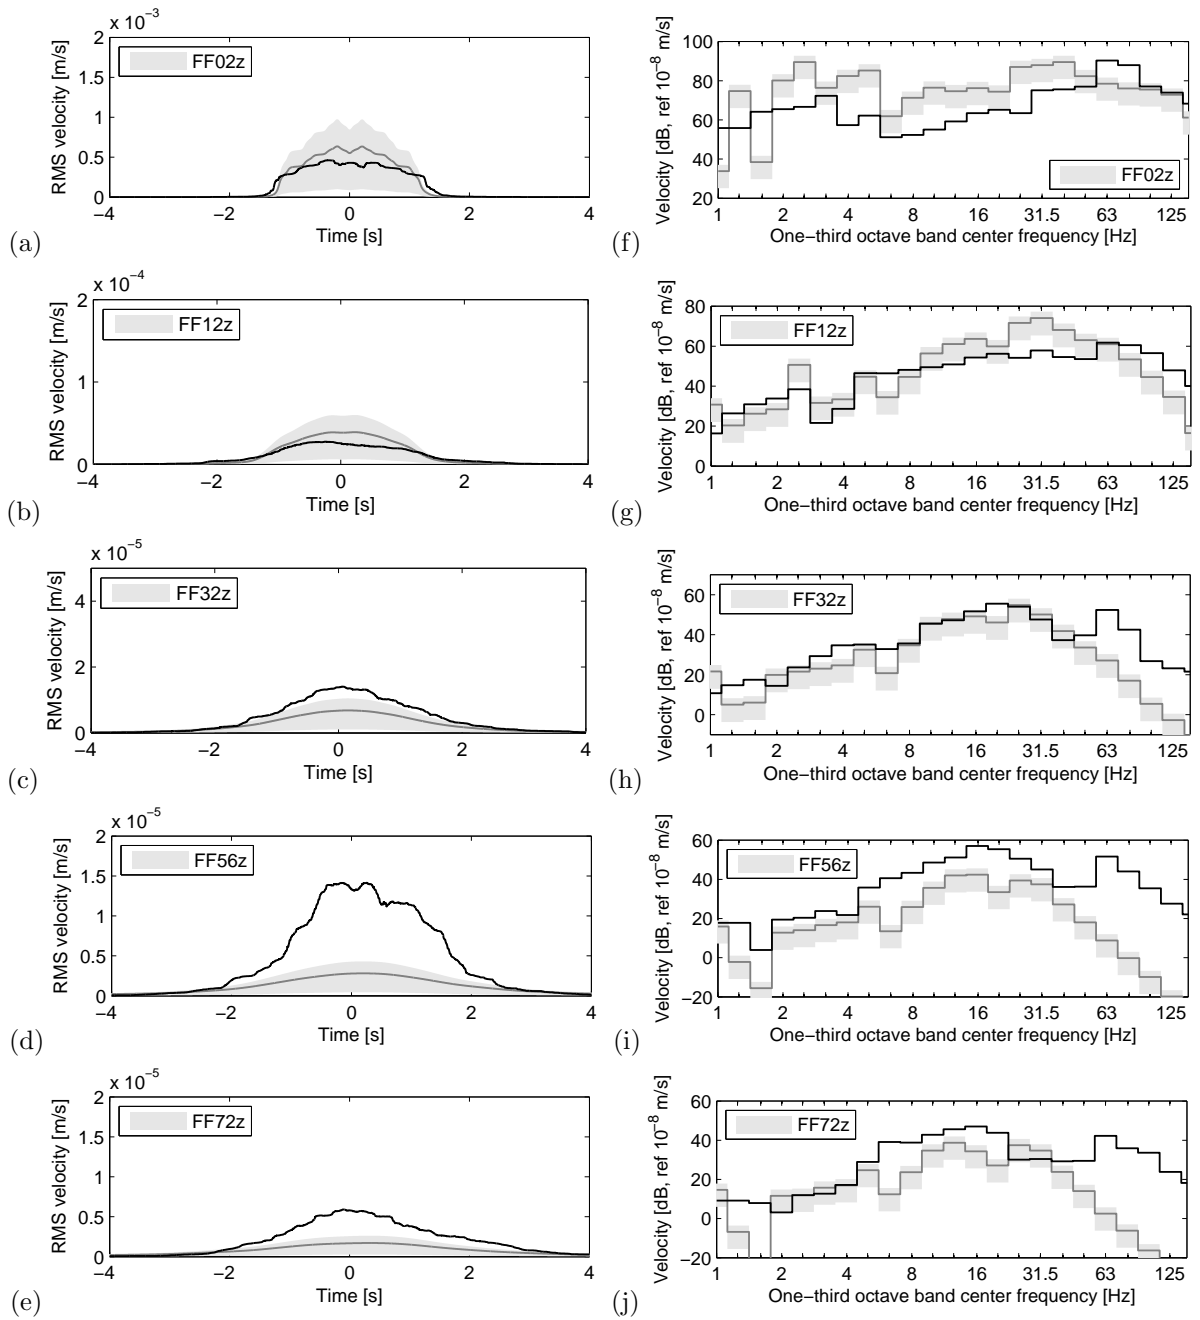 x 10−3
2
1.5
1
0.5
0
RMS velocity [m/s]
FF02z
−4 −2 0 2 4
Time [s]
(a)
100
80
60
40
20
Velocity [dB, ref 10−8 m/s]
FF02z
1 2 4 8 16 31.5 63 125
One−third octave band center frequency [Hz]
(f)
x 10−4
2
1
0
RMS velocity [m/s]
FF12z
−4 −2 0 2 4
Time [s]
(b)
80
60
40
20
0
Velocity [dB, ref 10−8 m/s]
FF12z
1 2 4 8 16 31.5 63 125
One−third octave band center frequency [Hz]
(g)
x 10−5
4
2
0
RMS velocity [m/s]
FF32z
−4 −2 0 2 4
Time [s]
(c)
60
40
20
0
Velocity [dB, ref 10−8 m/s]
FF32z
1 2 4 8 16 31.5 63 125
One−third octave band center frequency [Hz]
(h)
x 10−5
2
1.5
1
0.5
0
RMS velocity [m/s]
FF56z
−4 −2 0 2 4
Time [s]
(d)
60
40
20
0
−20
Velocity [dB, ref 10−8 m/s]
FF56z
1 2 4 8 16 31.5 63 125
One−third octave band center frequency [Hz]
(i)
x 10−5
2
1.5
1
0.5
0
RMS velocity [m/s]
FF72z
−4 −2 0 2 4
Time [s]
(e)
60
40
20
0
−20
Velocity [dB, ref 10−8 m/s]
FF72z
1 2 4 8 16 31.5 63 125
One−third octave band center frequency [Hz]
(j)